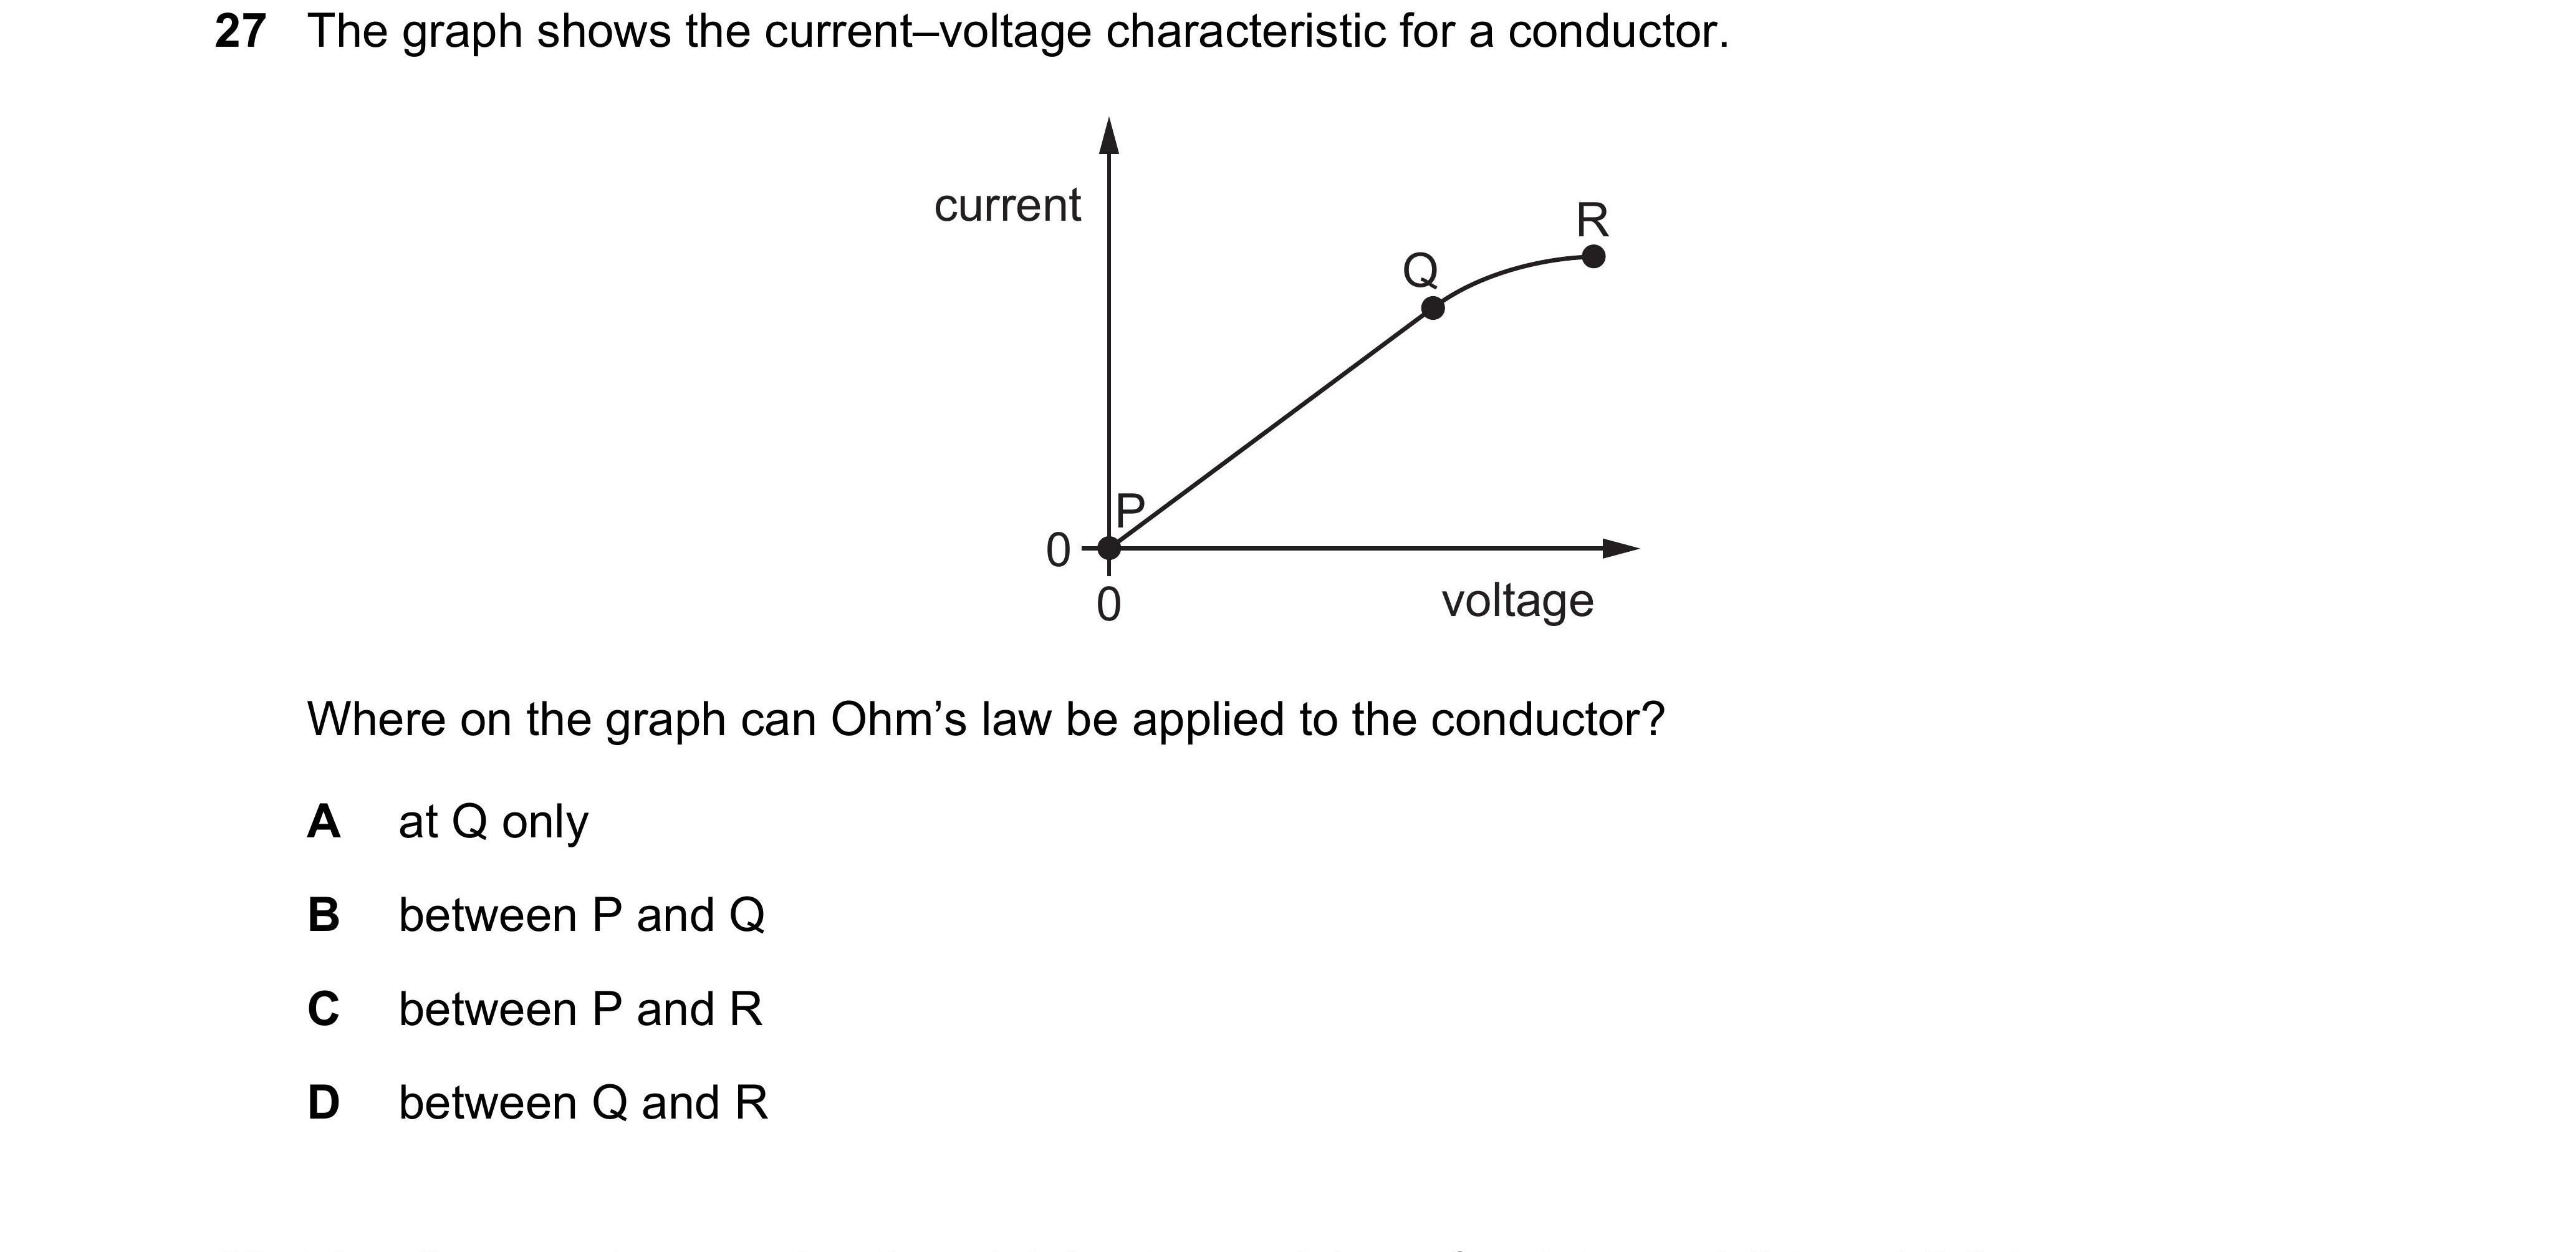 27 The graph shows the current–voltage characteristic for a conductor.
current
R
Q
P
0
0
voltage
Where on the graph can Ohm’s law be applied to the conductor?
A at Q only
B between P and Q
C between P and R
D between Q and R